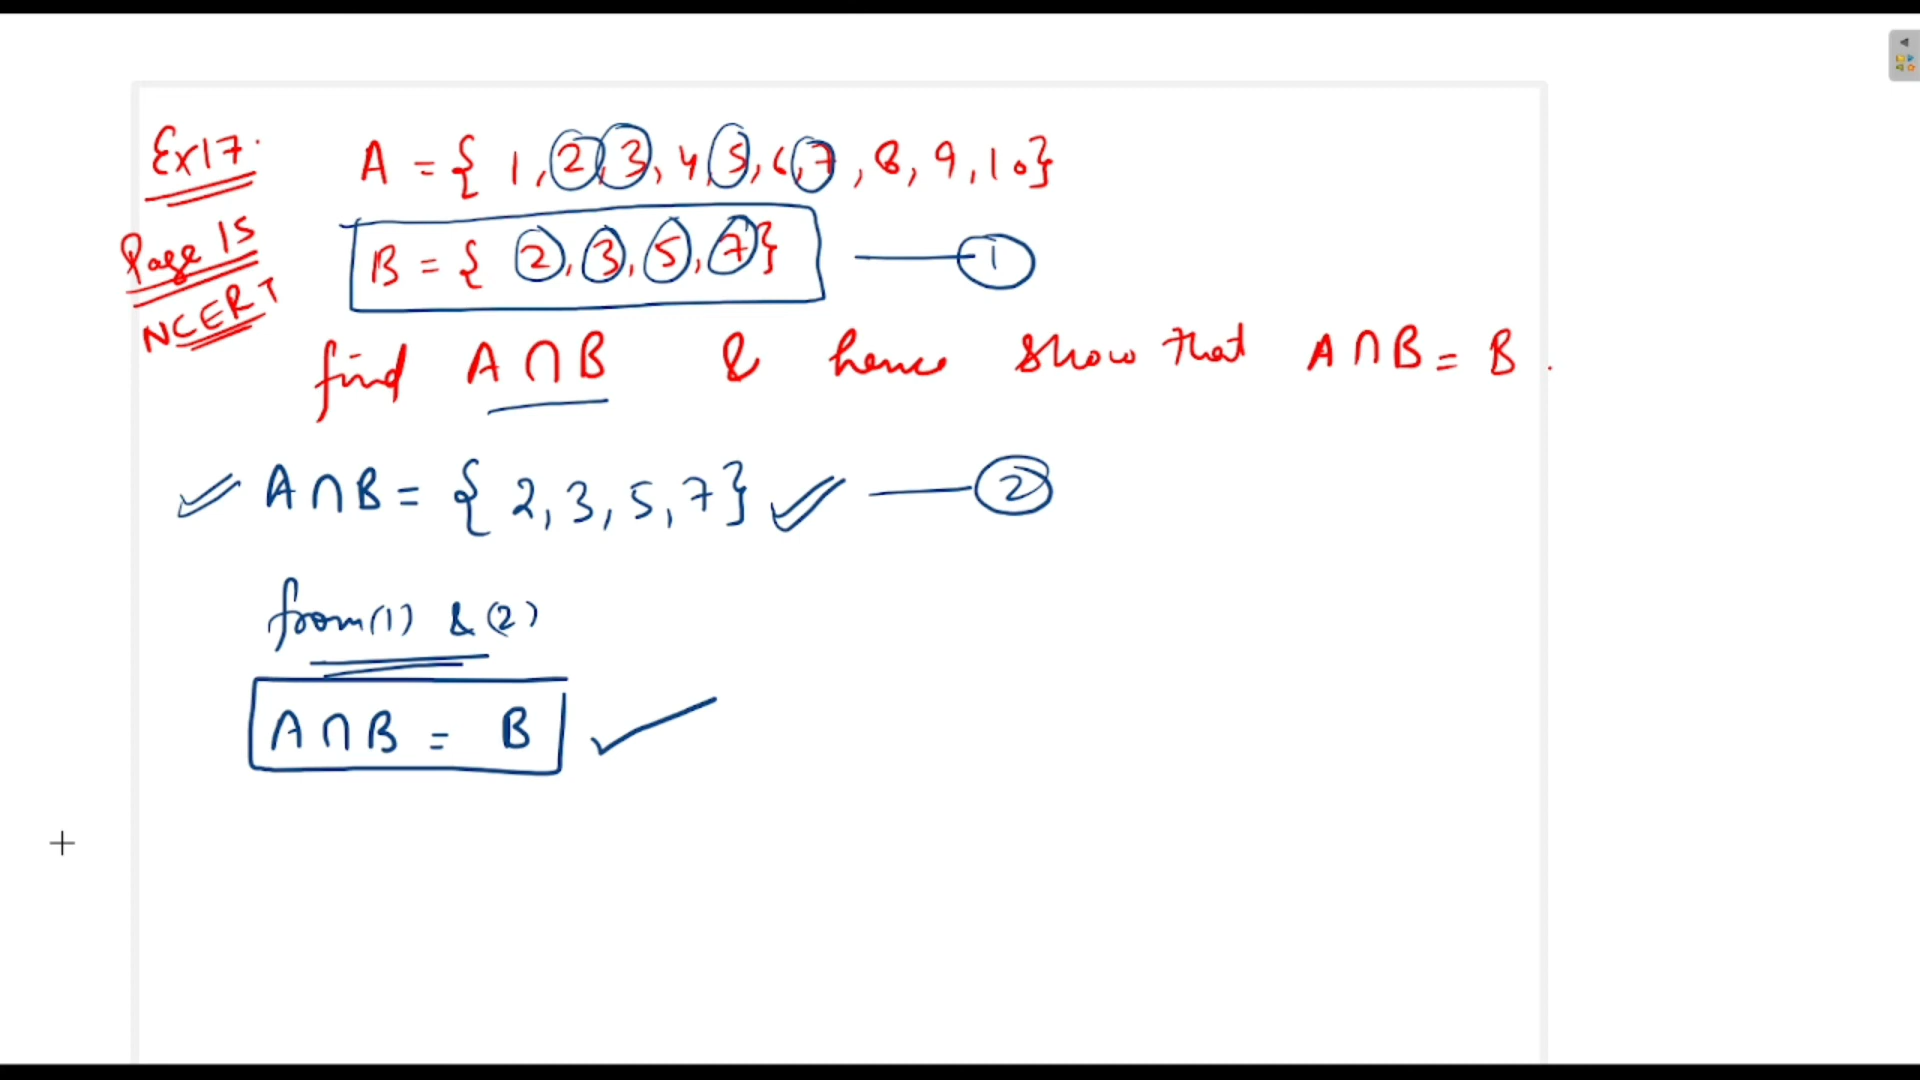 Ex17. A = { 1, 2, 3, 4, 5, 6, 7, 8, 9, 10}
Page 15
NCERT
B = { 2, 3, 5, 7} — 1
find A ∩ B & hence show that A ∩ B = B.
A ∩ B = { 2, 3, 5, 7} — 2
from (1) & (2)
A ∩ B = B